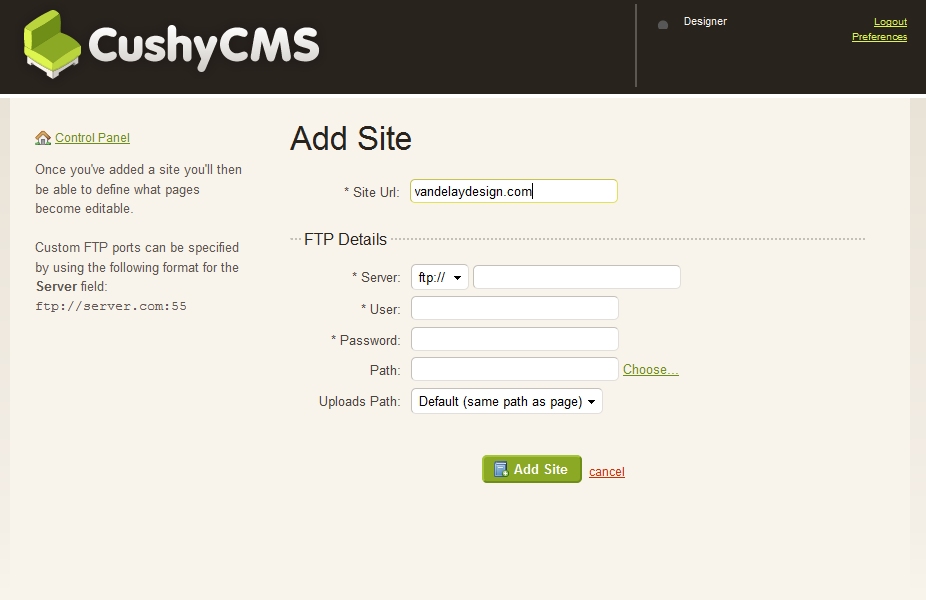 CushyCMS
Designer
Logout
Preferences
Control Panel
Once you've added a site you'll then
be able to define what pages
become editable.
Custom FTP ports can be specified
by using the following format for the
Server field:
ftp://server.com:55
Add Site
* Site Url: vandelaydesign.com
FTP Details
* Server: ftp://
* User:
* Password:
Path: Choose...
Uploads Path: Default (same path as page)
Add Site cancel